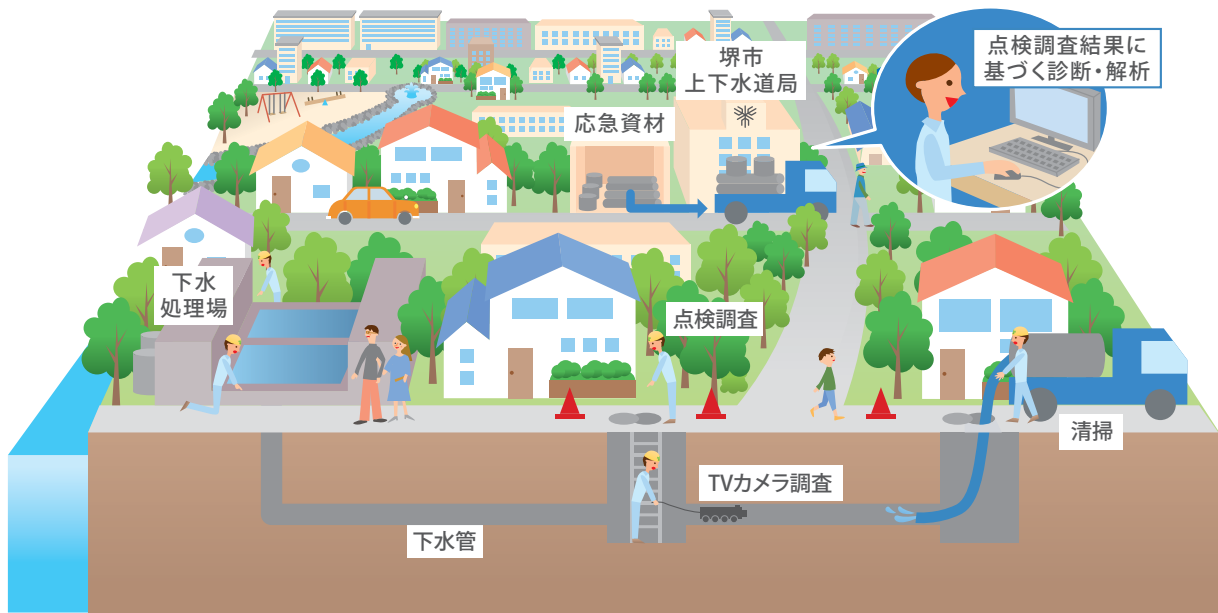 点検調査結果に
基づく診断・解析
堺市
上下水道局
応急資材
下水
処理場
点検調査
清掃
TVカメラ調査
下水管